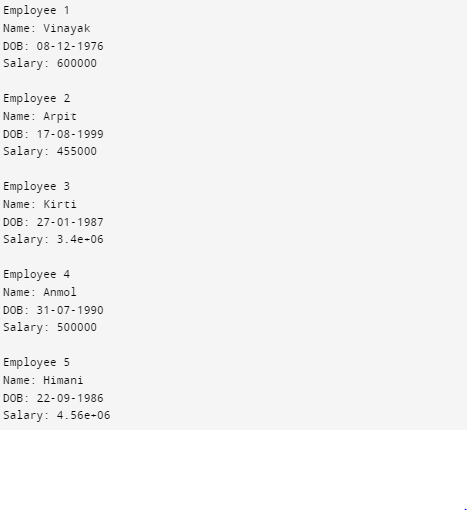 Employee 1
Name: Vinayak
DOB: 08-12-1976
Salary: 600000
Employee 2
Name: Arpit
DOB: 17-08-1999
Salary: 455000
Employee 3
Name: Kirti
DOB: 27-01-1987
Salary: 3.4e+06
Employee 4
Name: Anmol
DOB: 31-07-1990
Salary: 500000
Employee 5
Name: Himani
DOB: 22-09-1986
Salary: 4.56e+06